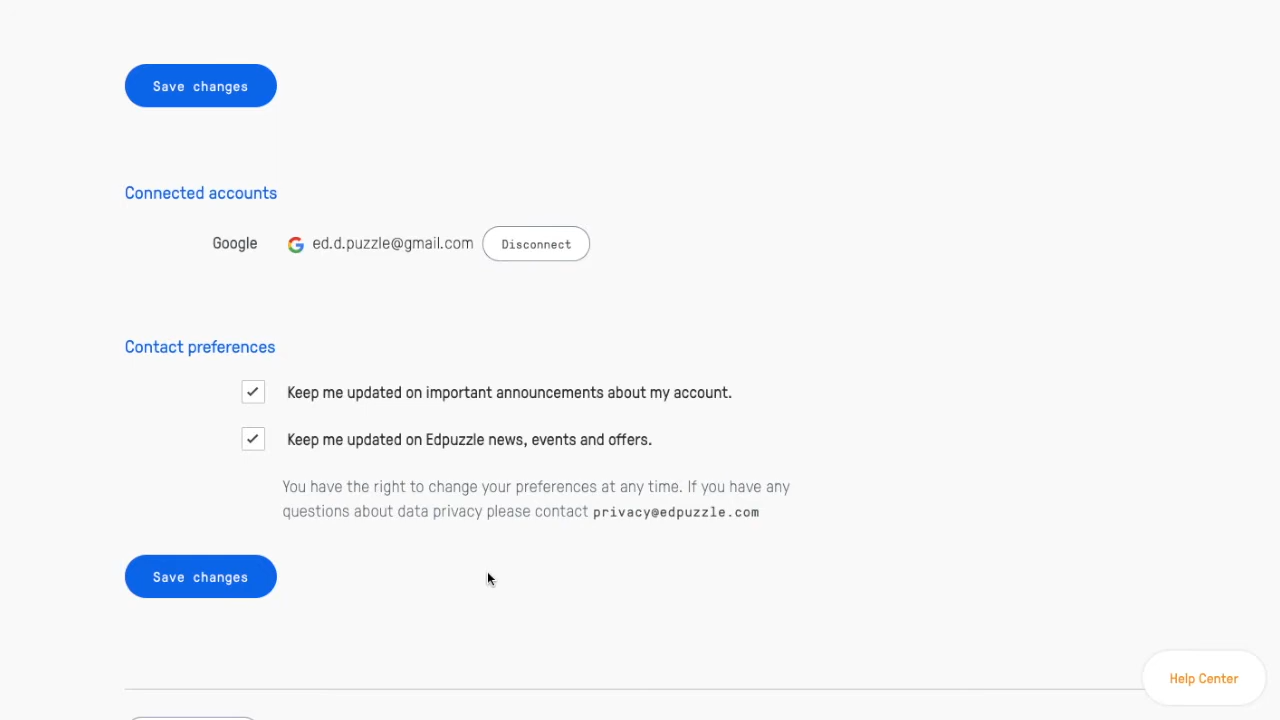 Save changes
Connected accounts
Google ed.d.puzzle@gmail.com Disconnect
Contact preferences
Keep me updated on important announcements about my account.
Keep me updated on Edpuzzle news, events and offers.
You have the right to change your preferences at any time. If you have any
questions about data privacy please contact privacy@edpuzzle.com
Save changes
Help Center